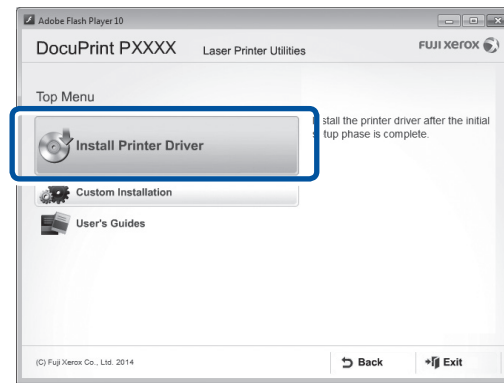 Adobe Flash Player 10
DocuPrint PXXXX Laser Printer Utilities
FUJI XEROX
Top Menu
Install Printer Driver
stall the printer driver after the initial
tup phase is complete.
Custom Installation
User's Guides
(C) Fuji Xerox Co., Ltd. 2014
Back
Exit